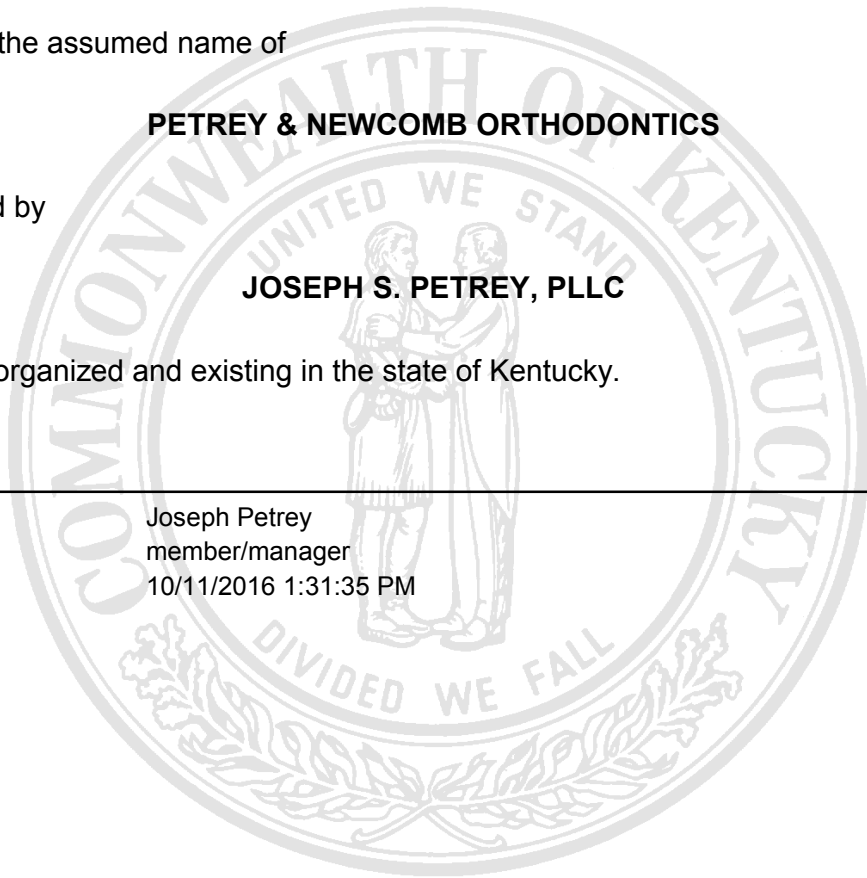 the assumed name of
PETREY & NEWCOMB ORTHODONTICS
d by
JOSEPH S. PETREY, PLLC
organized and existing in the state of Kentucky.
Joseph Petrey
member/manager
10/11/2016 1:31:35 PM
COMMONWEALTH OF KENTUCKY
UNITED WE STAND
DIVIDED WE FALL